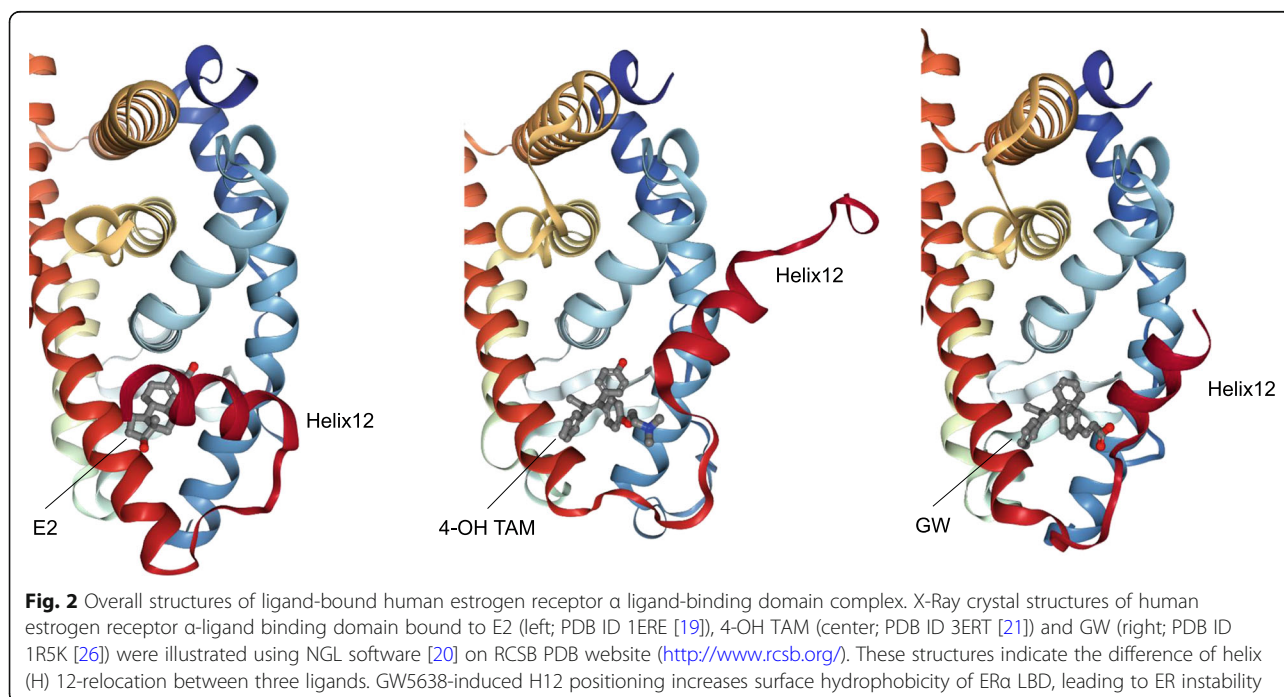 Helix12
Helix12
Helix12
E2
4-OH TAM
GW
Fig. 2 Overall structures of ligand-bound human estrogen receptor α ligand-binding domain complex. X-Ray crystal structures of human
estrogen receptor α-ligand binding domain bound to E2 (left; PDB ID 1ERE [19]), 4-OH TAM (center; PDB ID 3ERT [21]) and GW (right; PDB ID
1R5K [26]) were illustrated using NGL software [20] on RCSB PDB website (http://www.rcsb.org/). These structures indicate the difference of helix
(H) 12-relocation between three ligands. GW5638-induced H12 positioning increases surface hydrophobicity of ERα LBD, leading to ER instability